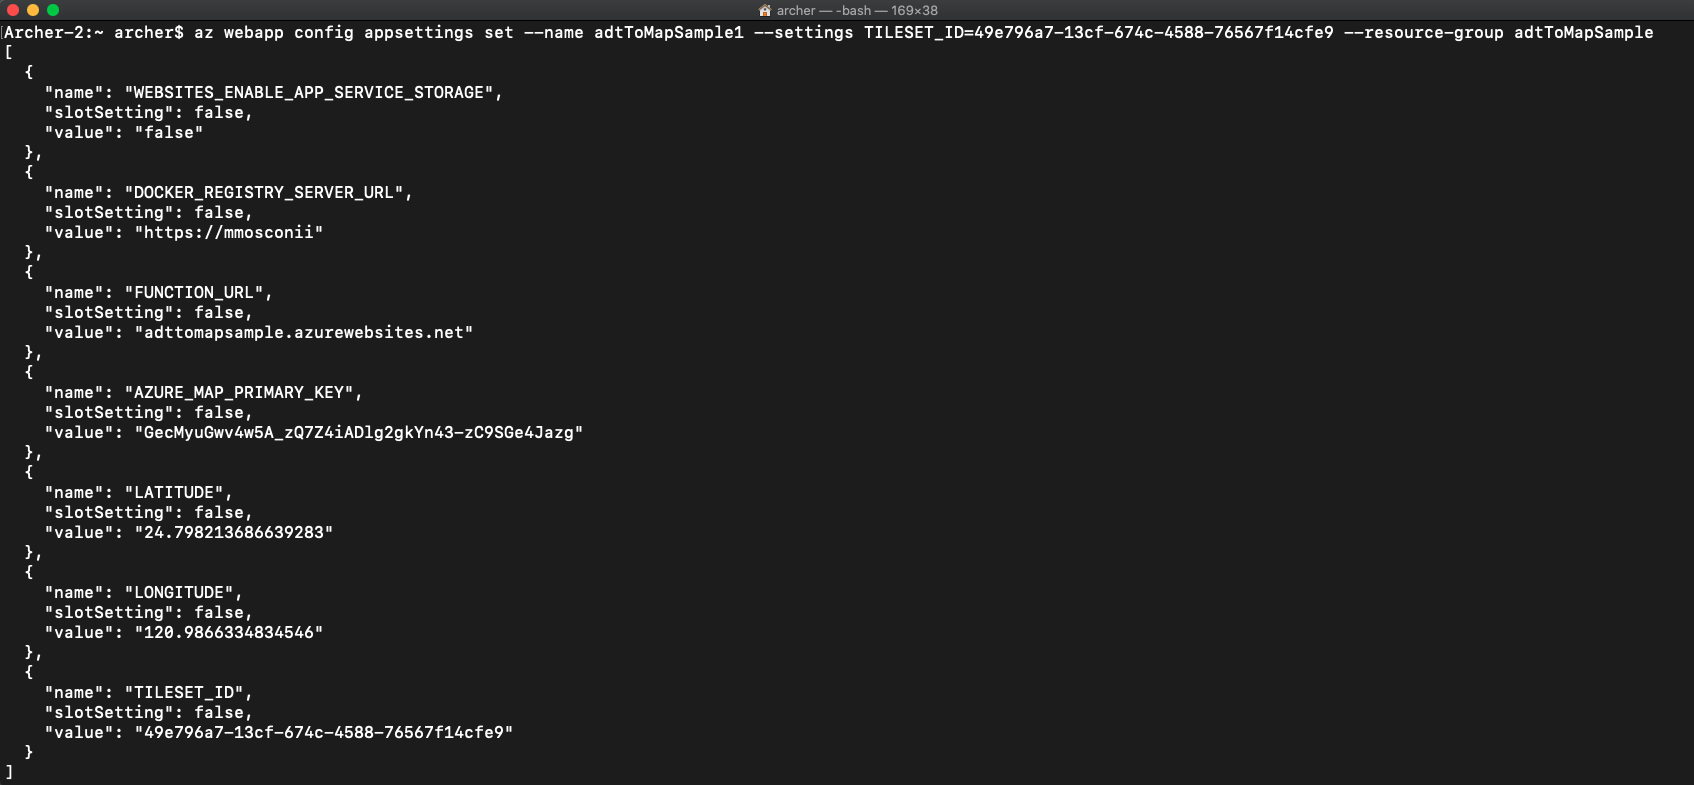 archer — -bash — 169×38
Archer-2:~ archer$ az webapp config appsettings set --name adtToMapSample1 --settings TILESET_ID=49e796a7-13cf-674c-4588-76567f14cfe9 --resource-group adtToMapSample
[
  {
    "name": "WEBSITES_ENABLE_APP_SERVICE_STORAGE",
    "slotSetting": false,
    "value": "false"
  },
  {
    "name": "DOCKER_REGISTRY_SERVER_URL",
    "slotSetting": false,
    "value": "https://mmosconii"
  },
  {
    "name": "FUNCTION_URL",
    "slotSetting": false,
    "value": "adttomapsample.azurewebsites.net"
  },
  {
    "name": "AZURE_MAP_PRIMARY_KEY",
    "slotSetting": false,
    "value": "GecMyuGwv4w5A_zQ7Z4iADlg2gkYn43-zC9SGe4Jazg"
  },
  {
    "name": "LATITUDE",
    "slotSetting": false,
    "value": "24.798213686639283"
  },
  {
    "name": "LONGITUDE",
    "slotSetting": false,
    "value": "120.9866334834546"
  },
  {
    "name": "TILESET_ID",
    "slotSetting": false,
    "value": "49e796a7-13cf-674c-4588-76567f14cfe9"
  }
]